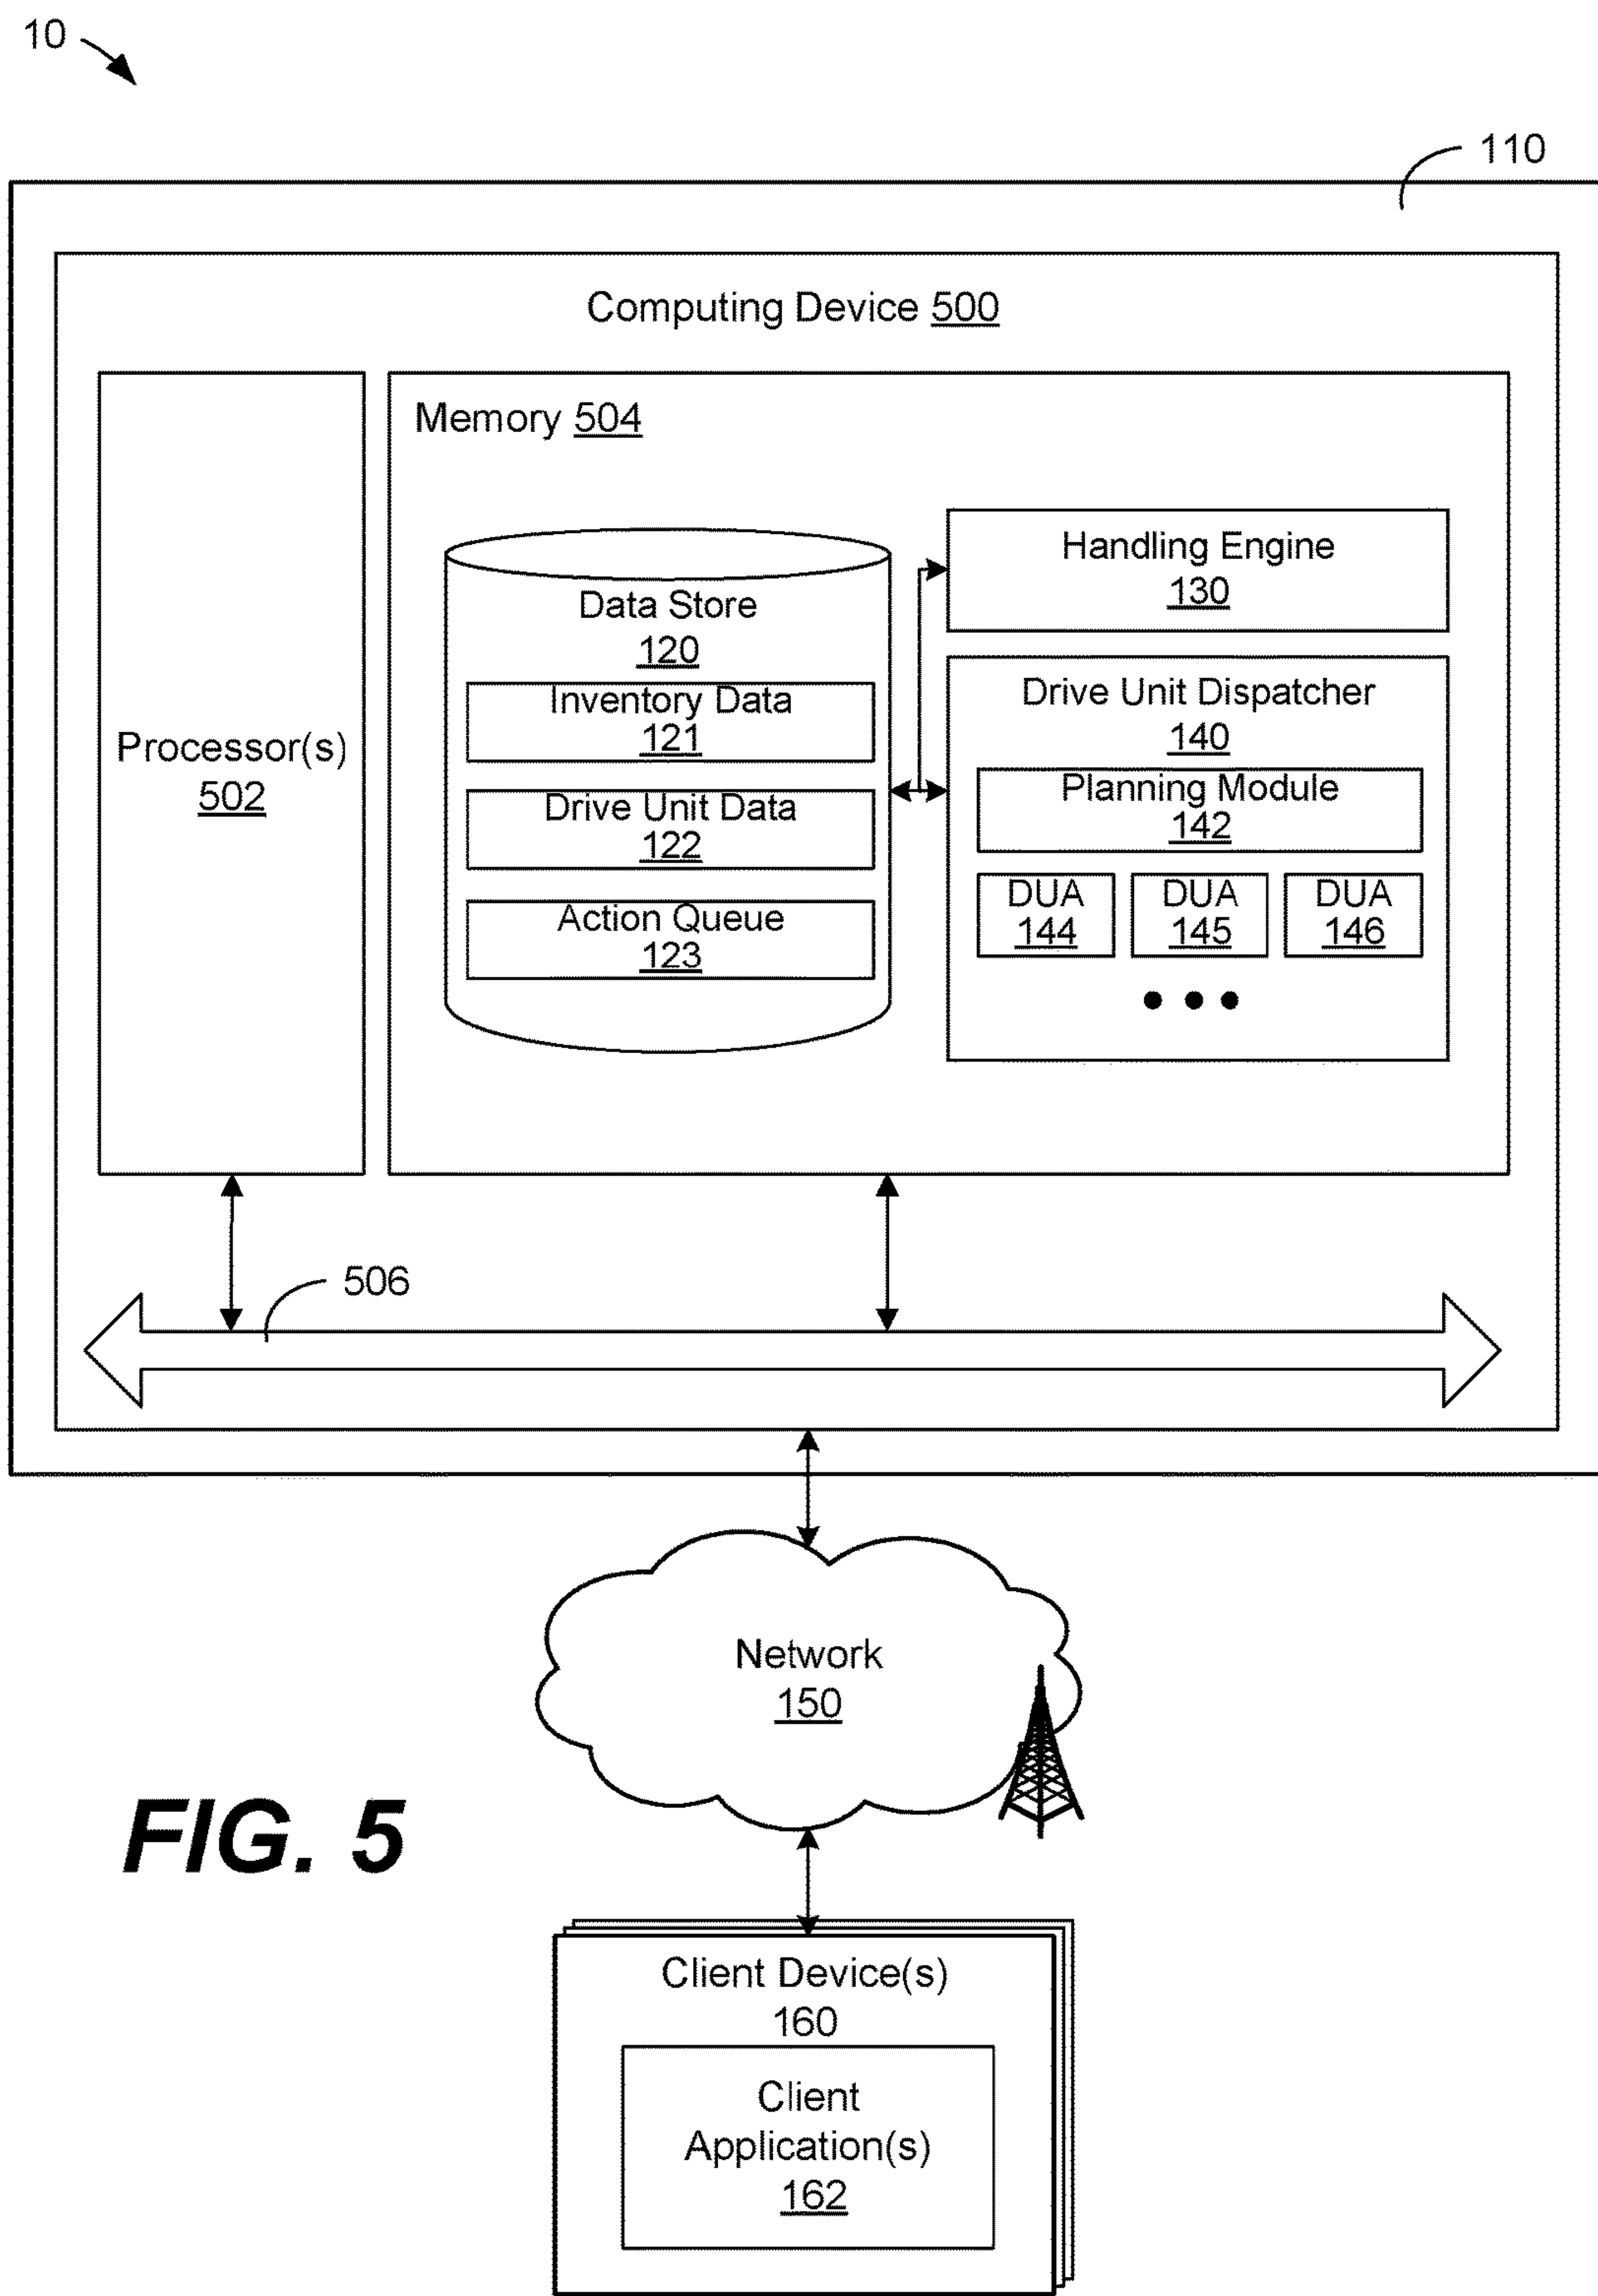 10
110
Computing Device 500
Memory 504
Processor(s)
502
Data Store
120
Inventory Data
121
Drive Unit Data
122
Action Queue
123
Handling Engine
130
Drive Unit Dispatcher
140
Planning Module
142
DUA
144
DUA
145
DUA
146
506
Network
150
FIG. 5
Client Device(s)
160
Client
Application(s)
162